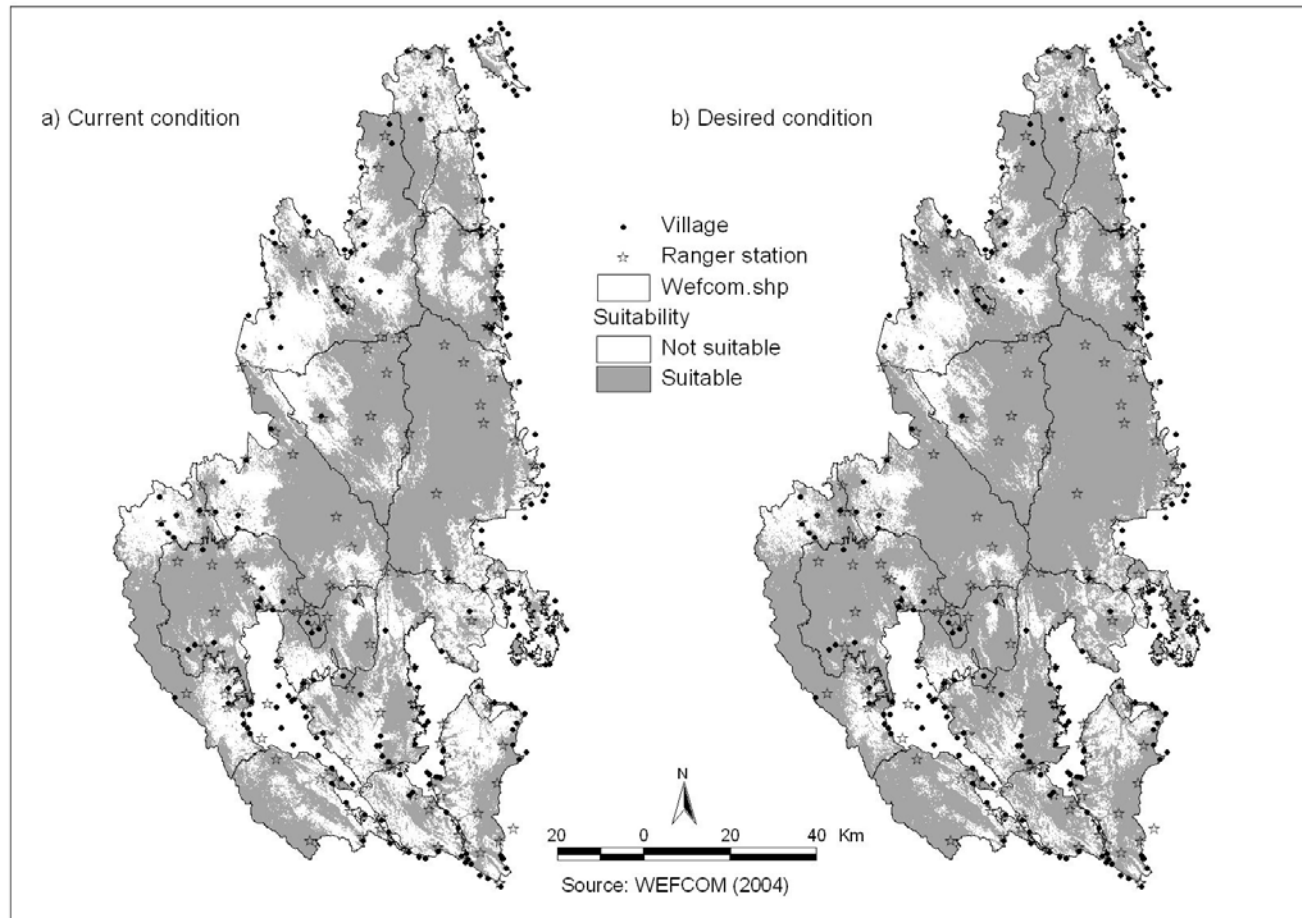 a) Current condition
b) Desired condition
Village
Ranger station
Wefcom.shp
Suitability
Not suitable
Suitable
N
20 0 20 40 Km
Source: WEFCOM (2004)